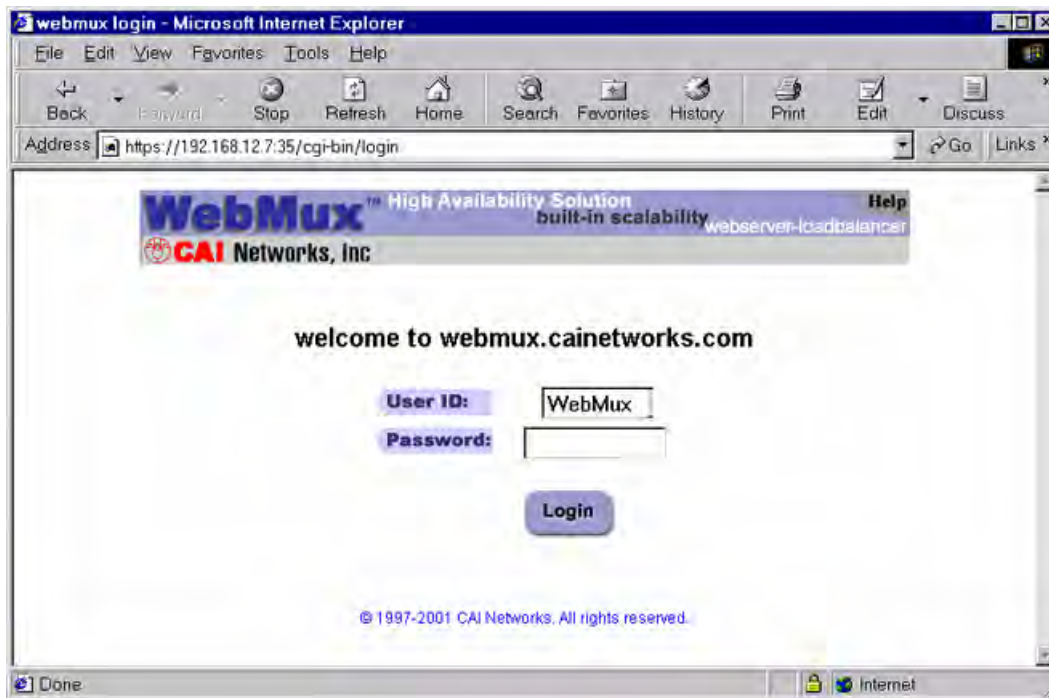 webmux login - Microsoft Internet Explorer
File Edit View Favorites Tools Help
Back Forward Stop Refresh Home Search Favorites History Print Edit Discuss
Address https://192.168.12.7:35/cgi-bin/login Go Links
WebMux™ High Availability Solution Help
built-in scalability
webserver-loadbalancer
CAI Networks, Inc
welcome to webmux.cainetworks.com
User ID: WebMux
Password:
Login
© 1997-2001 CAI Networks. All rights reserved.
Done Internet